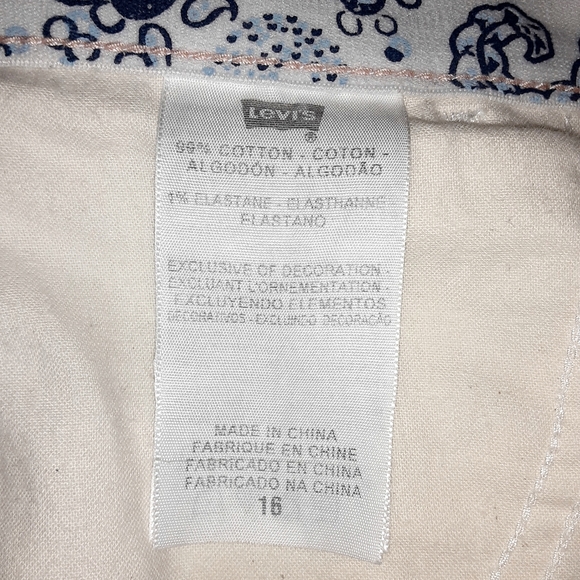 Levi's
®
99% COTTON - COTON -
ALGODÓN - ALGODÃO
1% ELASTANE - ELASTHANNE
ELASTANO
EXCLUSIVE OF DECORATION -
EXCLUANT L'ORNEMENTATION -
EXCLUYENDO ELEMENTOS
DECORATIVOS - EXCLUINDO DECORAÇÃO
MADE IN CHINA
FABRIQUE EN CHINE
FABRICADO EN CHINA
FABRICADO NA CHINA
16